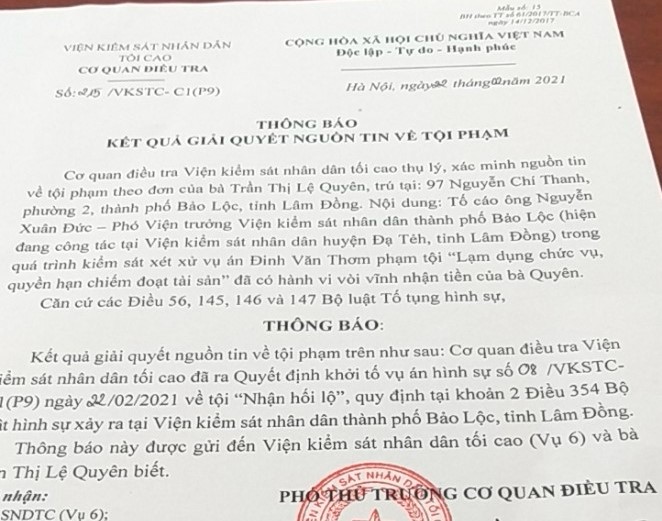 Mẫu số: 15
BH theo TT số 61/2017/TT-BCA
ngày 14/12/2017
VIỆN KIỂM SÁT NHÂN DÂN
TỐI CAO
CƠ QUAN ĐIỀU TRA
Số: 215 /VKSTC- C1(P9)
CỘNG HÒA XÃ HỘI CHỦ NGHĨA VIỆT NAM
Độc lập - Tự do - Hạnh phúc
Hà Nội, ngày 22 tháng 02 năm 2021
THÔNG BÁO
KẾT QUẢ GIẢI QUYẾT NGUỒN TIN VỀ TỘI PHẠM
Cơ quan điều tra Viện kiểm sát nhân dân tối cao thụ lý, xác minh nguồn tin
về tội phạm theo đơn của bà Trần Thị Lệ Quyên, trú tại: 97 Nguyễn Chí Thanh,
phường 2, thành phố Bảo Lộc, tỉnh Lâm Đồng. Nội dung: Tố cáo ông Nguyễn
Xuân Đức – Phó Viện trưởng Viện kiểm sát nhân dân thành phố Bảo Lộc (hiện
đang công tác tại Viện kiểm sát nhân dân huyện Đạ Tẻh, tỉnh Lâm Đồng) trong
quá trình kiểm sát xét xử vụ án Đinh Văn Thơm phạm tội “Lạm dụng chức vụ,
quyền hạn chiếm đoạt tài sản” đã có hành vi vòi vĩnh nhận tiền của bà Quyên.
Căn cứ các Điều 56, 145, 146 và 147 Bộ luật Tố tụng hình sự,
THÔNG BÁO:
Kết quả giải quyết nguồn tin về tội phạm trên như sau: Cơ quan điều tra Viện
iểm sát nhân dân tối cao đã ra Quyết định khởi tố vụ án hình sự số 08 /VKSTC-
1(P9) ngày 22/02/2021 về tội “Nhận hối lộ”, quy định tại khoản 2 Điều 354 Bộ
ật hình sự xảy ra tại Viện kiểm sát nhân dân thành phố Bảo Lộc, tỉnh Lâm Đồng.
Thông báo này được gửi đến Viện kiểm sát nhân dân tối cao (Vụ 6) và bà
n Thị Lệ Quyên biết.
nhận:
SNDTC (Vụ 6);
PHÓ THỦ TRƯỞNG CƠ QUAN ĐIỀU TRA